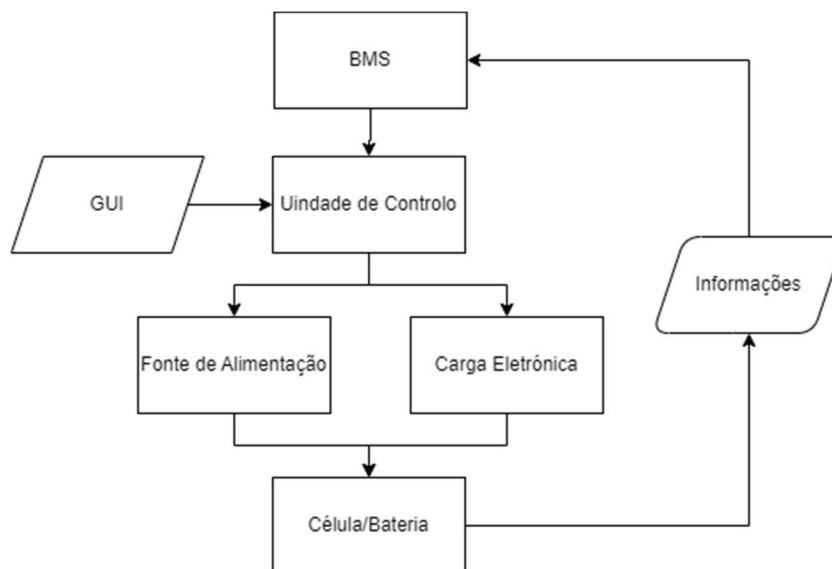 BMS
GUI
Uindade de Controlo
Informações
Fonte de Alimentação
Carga Eletrónica
Célula/Bateria